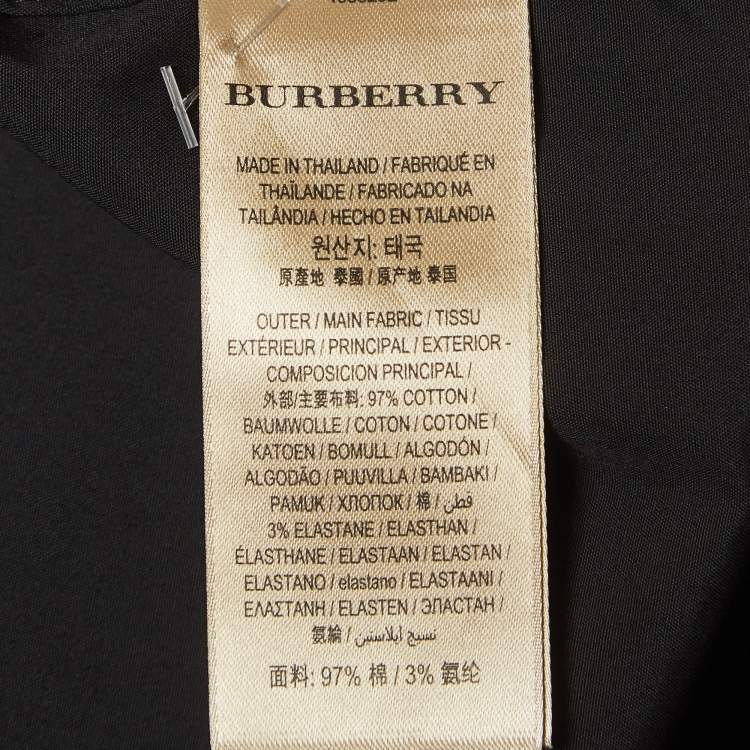 BURBERRY
MADE IN THAILAND / FABRIQUÉ EN
THAÏLANDE / FABRICADO NA
TAILÂNDIA / HECHO EN TAILANDIA
원산지: 태국
原產地 泰國 / 原产地 泰国
OUTER / MAIN FABRIC / TISSU
EXTÉRIEUR / PRINCIPAL / EXTERIOR -
COMPOSICION PRINCIPAL /
外部/主要布料: 97% COTTON /
BAUMWOLLE / COTON / COTONE /
KATOEN / BOMULL / ALGODÓN /
ALGODÃO / PUUVILLA / BAMBAKI /
PAMUK / ХЛОПОК / 棉 / قطن /
3% ELASTANE / ELASTHAN /
ÉLASTHANE / ELASTAAN / ELASTAN /
ELASTANO / elastano / ELASTAANI /
ΕΛΑΣΤΑΝΗ / ELASTEN / ЭЛАСТАН /
氨綸 / نسيج ايلاستين /
面料: 97% 棉 / 3% 氨纶